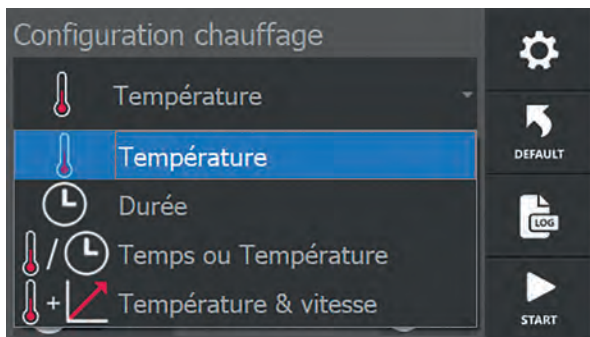 Configuration chauffage
Température
Température
DEFAULT
Durée
LOG
Temps ou Température
Température & vitesse
START